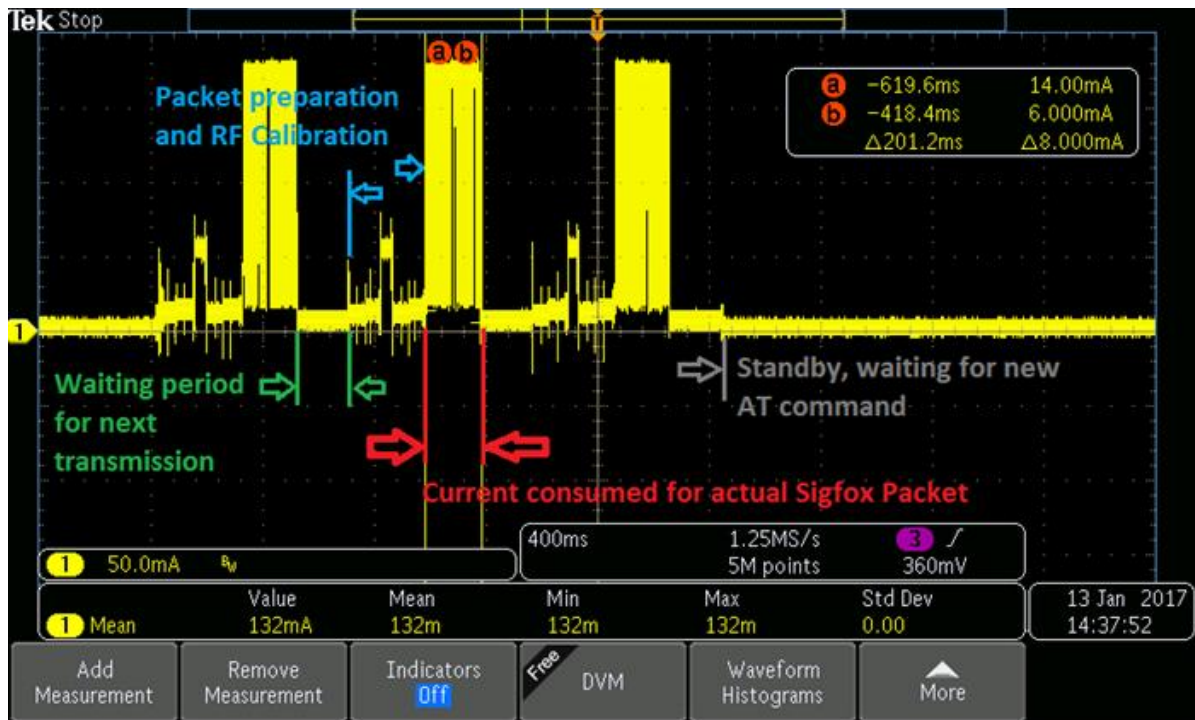 Tek Stop
T
a b
Packet preparation
and RF Calibration
a -619.6ms 14.00mA
b -418.4ms 6.000mA
Δ201.2ms Δ8.000mA
1
Waiting period
for next
transmission
Standby, waiting for new
AT command
Current consumed for actual Sigfox Packet
1 50.0mA BW
400ms 1.25MS/s 3
5M points 360mV
Value Mean Min Max Std Dev
1 Mean 132mA 132m 132m 132m 0.00
13 Jan 2017
14:37:52
Add
Measurement
Remove
Measurement
Indicators
Off
Free
DVM
Waveform
Histograms
More